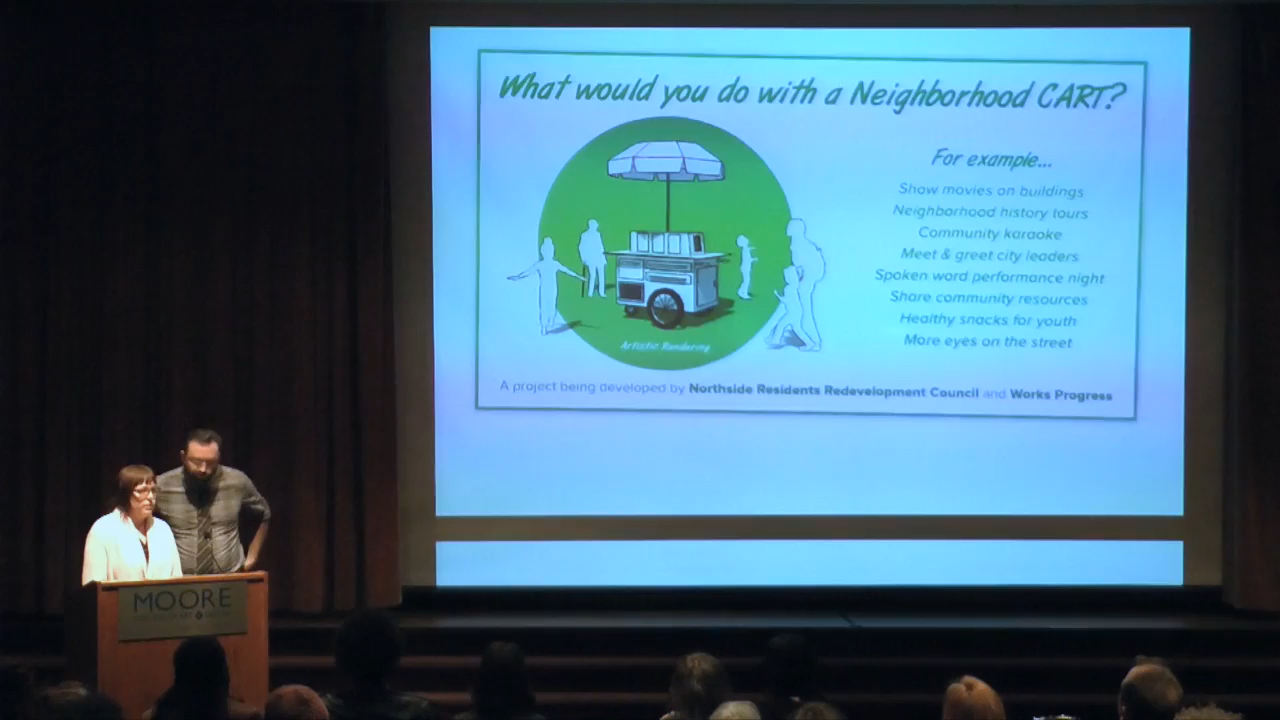 What would you do with a Neighborhood CART?
For example...
Show movies on buildings
Neighborhood history tours
Community karaoke
Meet & greet city leaders
Spoken word performance night
Share community resources
Healthy snacks for youth
More eyes on the street
Artistic Rendering
A project being developed by Northside Residents Redevelopment Council and Works Progress
MOORE